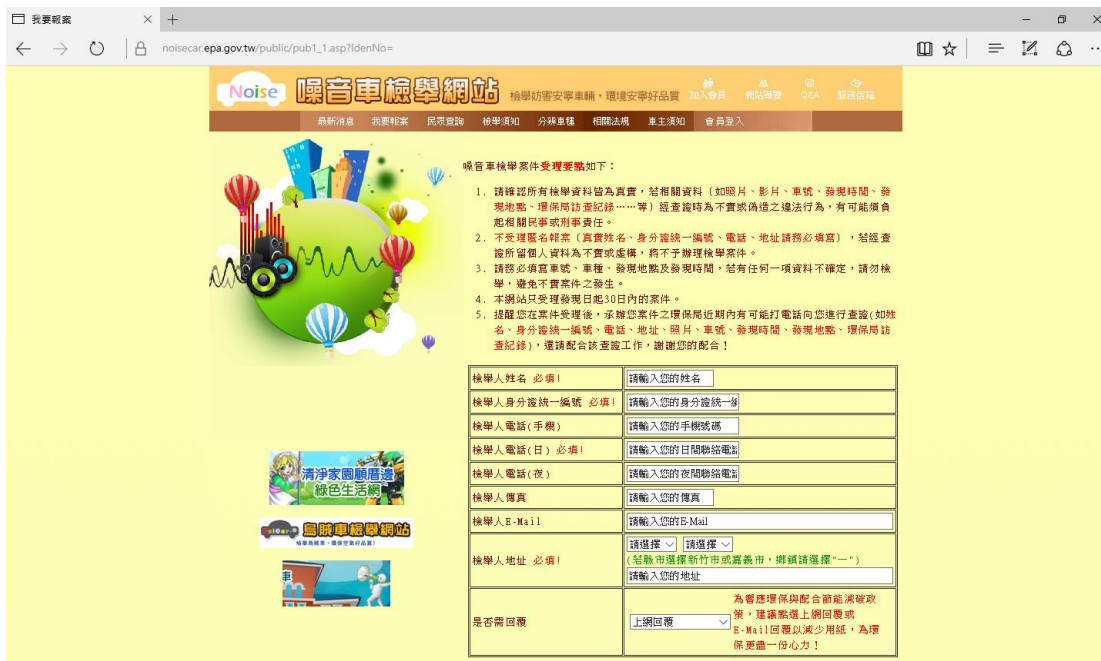 我要報案
noisecar.epa.gov.tw/public/pub1_1.asp?IdenNo=
Noise 噪音車檢舉網站 檢舉妨害安寧車輛，環境安寧好品質
加入會員 網站導覽 Q&A 服務信箱
最新消息 我要報案 民眾查詢 檢舉須知 分辨車種 相關法規 車主須知 會員登入
噪音車檢舉案件受理要點如下：
1. 請確認所有檢舉資料皆為真實，若相關資料（如照片、影片、車號、發現時間、發
現地點、環保局訪查紀錄……等）經查證時為不實或偽造之違法行為，有可能須負
起相關民事或刑事責任。
2. 不受理匿名報案（真實姓名、身分證統一編號、電話、地址請務必填寫），若經查
證所留個人資料為不實或虛構，將不予辦理檢舉案件。
3. 請務必填寫車號、車種、發現地點及發現時間，若有任何一項資料不確定，請勿檢
舉，避免不實案件之發生。
4. 本網站只受理發現日起30日內的案件。
5. 提醒您在案件受理後，承辦您案件之環保局近期內有可能打電話向您進行查證(如姓
名、身分證統一編號、電話、地址、照片、車號、發現時間、發現地點、環保局訪
查紀錄)，還請配合該查證工作，謝謝您的配合！
檢舉人姓名 必填! 請輸入您的姓名
檢舉人身分證統一編號 必填! 請輸入您的身分證統一編
檢舉人電話(手機) 請輸入您的手機號碼
檢舉人電話(日) 必填! 請輸入您的日間聯絡電話
檢舉人電話(夜) 請輸入您的夜間聯絡電話
檢舉人傳真 請輸入您的傳真
檢舉人E-Mail 請輸入您的E-Mail
請選擇 請選擇
(若縣市選擇新竹市或嘉義市，鄉鎮請選擇"一")
檢舉人地址 必填! 請輸入您的地址
為響應環保與配合節能減碳政
策，建議點選上網回覆或
是否需回覆 上網回覆
E-Mail回覆以減少用紙，為環
保更盡一份心力！
清淨家園顧厝邊
綠色生活網
烏賊車檢舉網站
檢舉烏賊車，環保空氣好品質！
車